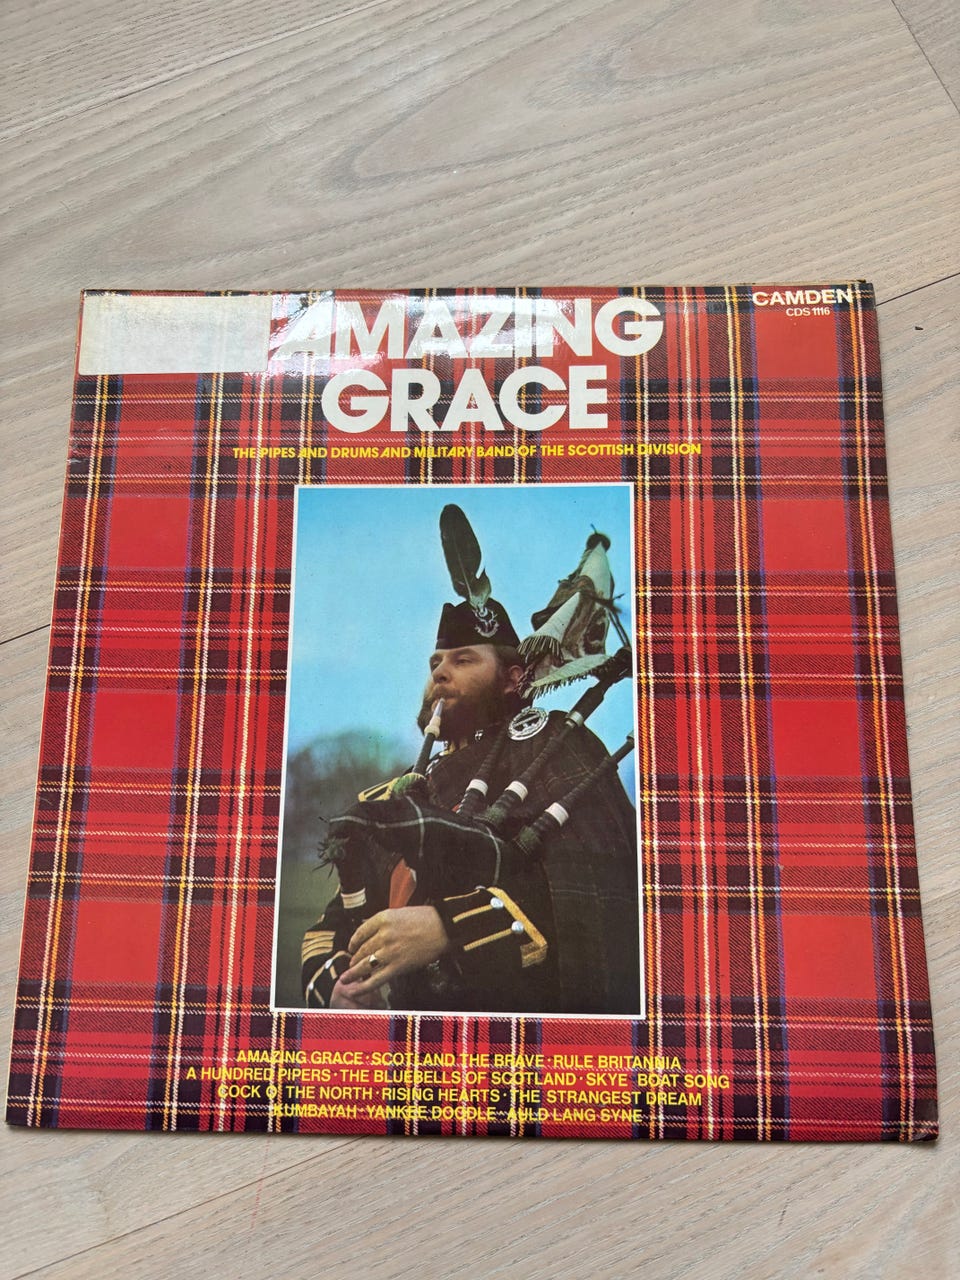 CAMDEN
CDS 1116
AMAZING
GRACE
THE PIPES AND DRUMS AND MILITARY BAND OF THE SCOTTISH DIVISION
AMAZING GRACE · SCOTLAND THE BRAVE · RULE BRITANNIA
A HUNDRED PIPERS · THE BLUEBELLS OF SCOTLAND · SKYE BOAT SONG
COCK O' THE NORTH · RISING HEARTS · THE STRANGEST DREAM
KUMBAYAH · YANKEE DOODLE · AULD LANG SYNE